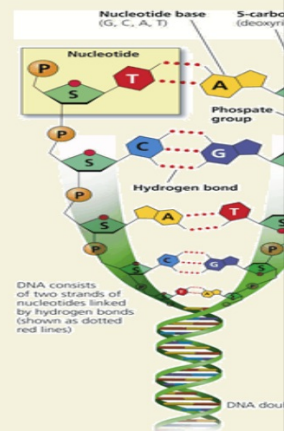 Nucleotide base
(G, C, A, T)
5-carbo
(deoxyri
Nucleotide
P
S
T
A
Phospate
group
P
S
C
G
Hydrogen bond
P
S
A
T
S
P
P
S
C
G
S
DNA consists
of two strands of
nucleotides linked
by hydrogen bonds
(shown as dotted
red lines)
DNA doul